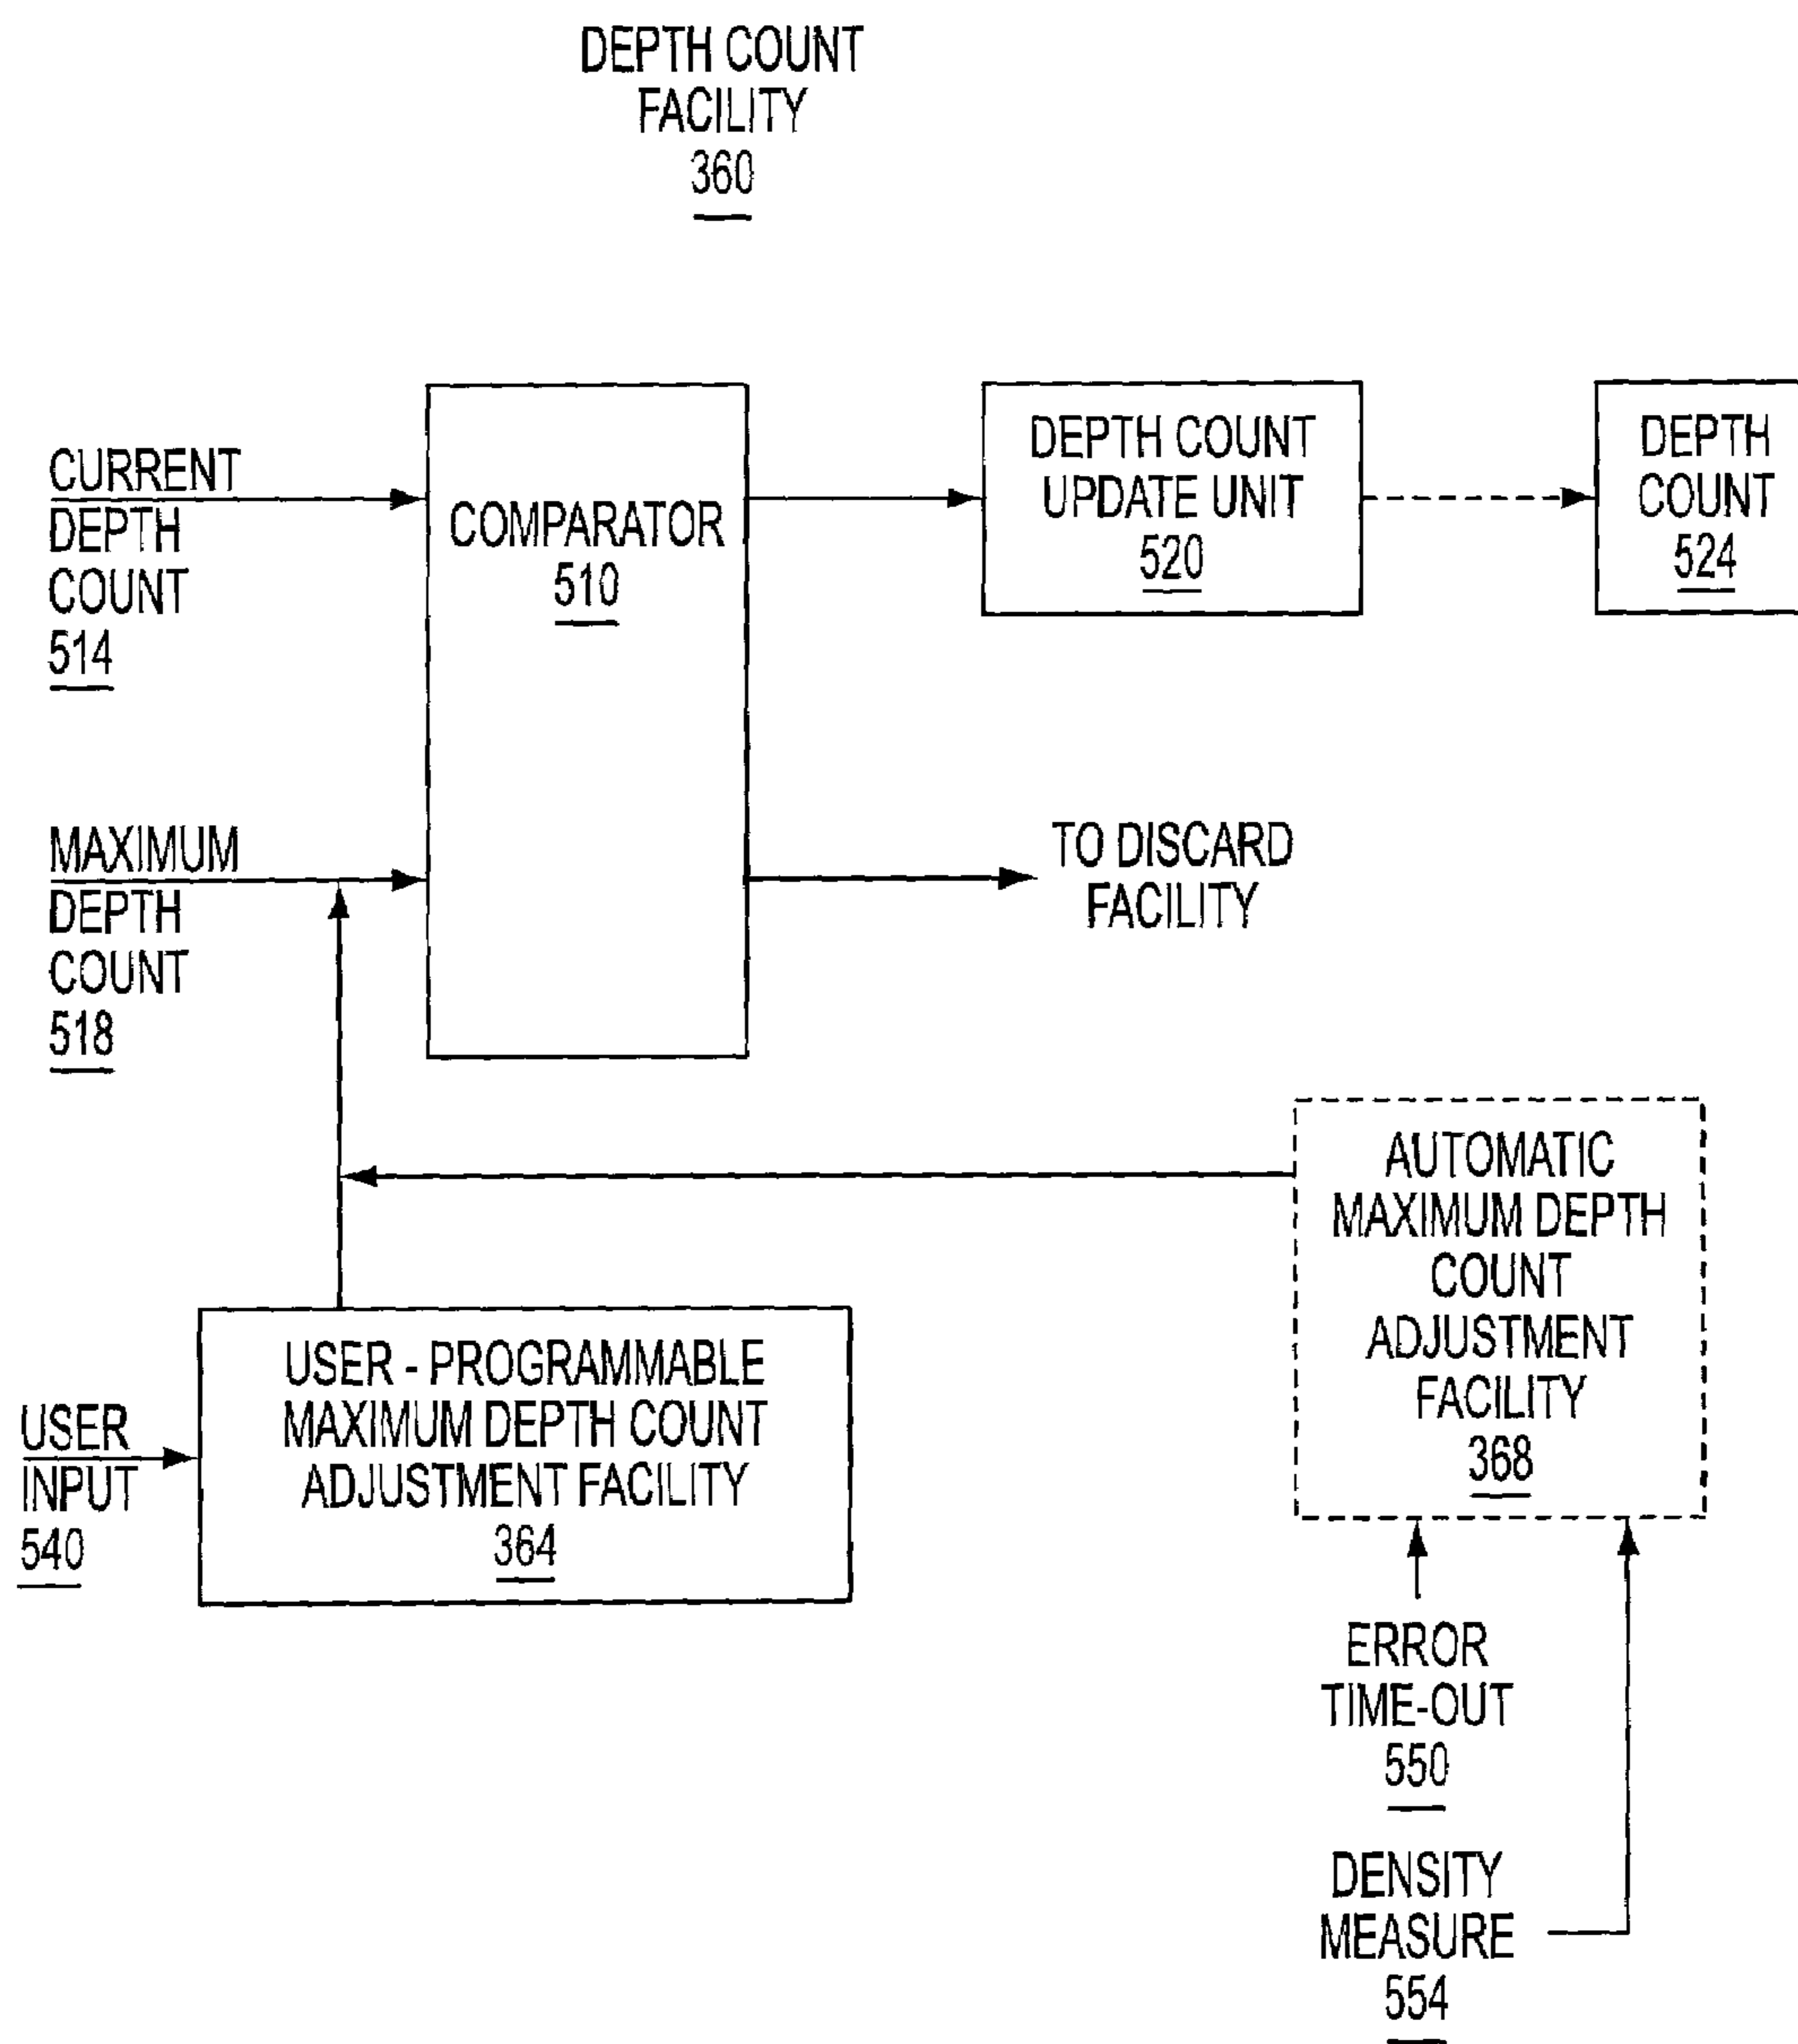 DEPTH COUNT
FACILITY
360
CURRENT
DEPTH
COUNT
514
COMPARATOR
510
DEPTH COUNT
UPDATE UNIT
520
DEPTH
COUNT
524
MAXIMUM
DEPTH
COUNT
518
TO DISCARD
FACILITY
AUTOMATIC
MAXIMUM DEPTH
COUNT
ADJUSTMENT
FACILITY
368
USER - PROGRAMMABLE
MAXIMUM DEPTH COUNT
ADJUSTMENT FACILITY
364
USER
INPUT
540
ERROR
TIME-OUT
550
DENSITY
MEASURE
554